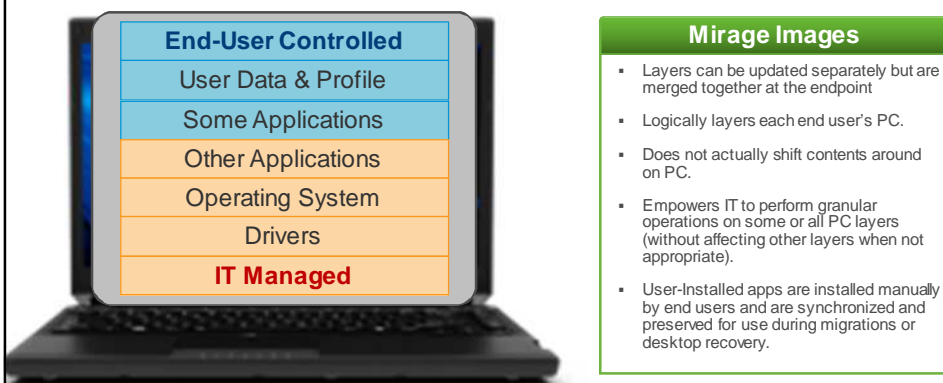 End-User Controlled
User Data & Profile
Some Applications
Other Applications
Operating System
Drivers
IT Managed
Mirage Images
▪ Layers can be updated separately but are
merged together at the endpoint
▪ Logically layers each end user's PC.
▪ Does not actually shift contents around
on PC.
▪ Empowers IT to perform granular
operations on some or all PC layers
(without affecting other layers when not
appropriate).
▪ User-Installed apps are installed manually
by end users and are synchronized and
preserved for use during migrations or
desktop recovery.